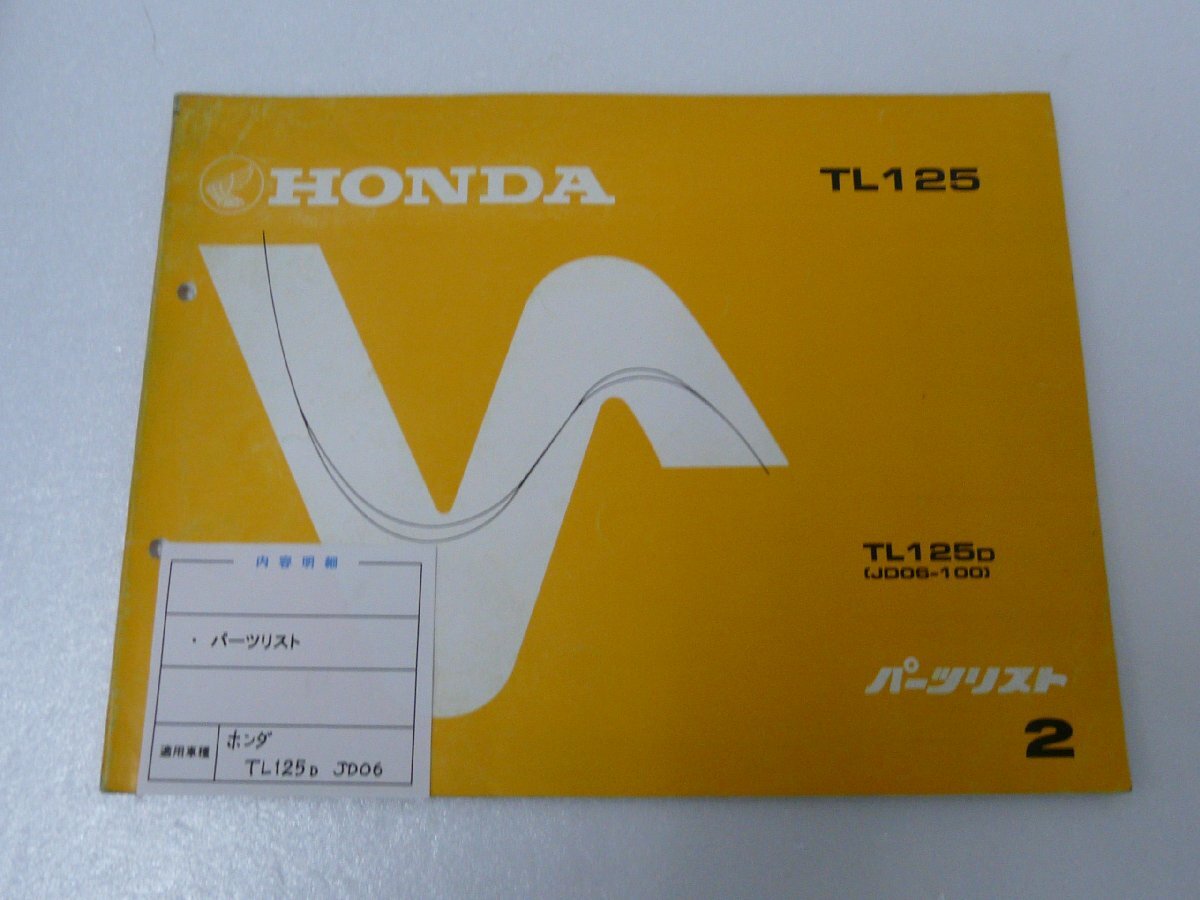 HONDA
TL125
TL125D
(JD06-100)
パーツリスト
2
内容明細
・ パーツリスト
適用車種
ホンダ
TL125D JD06